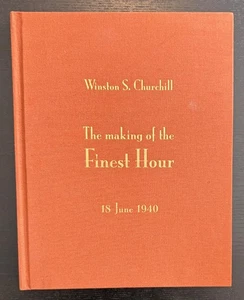 Winston S. Churchill
The making of the
Finest Hour
18 June 1940